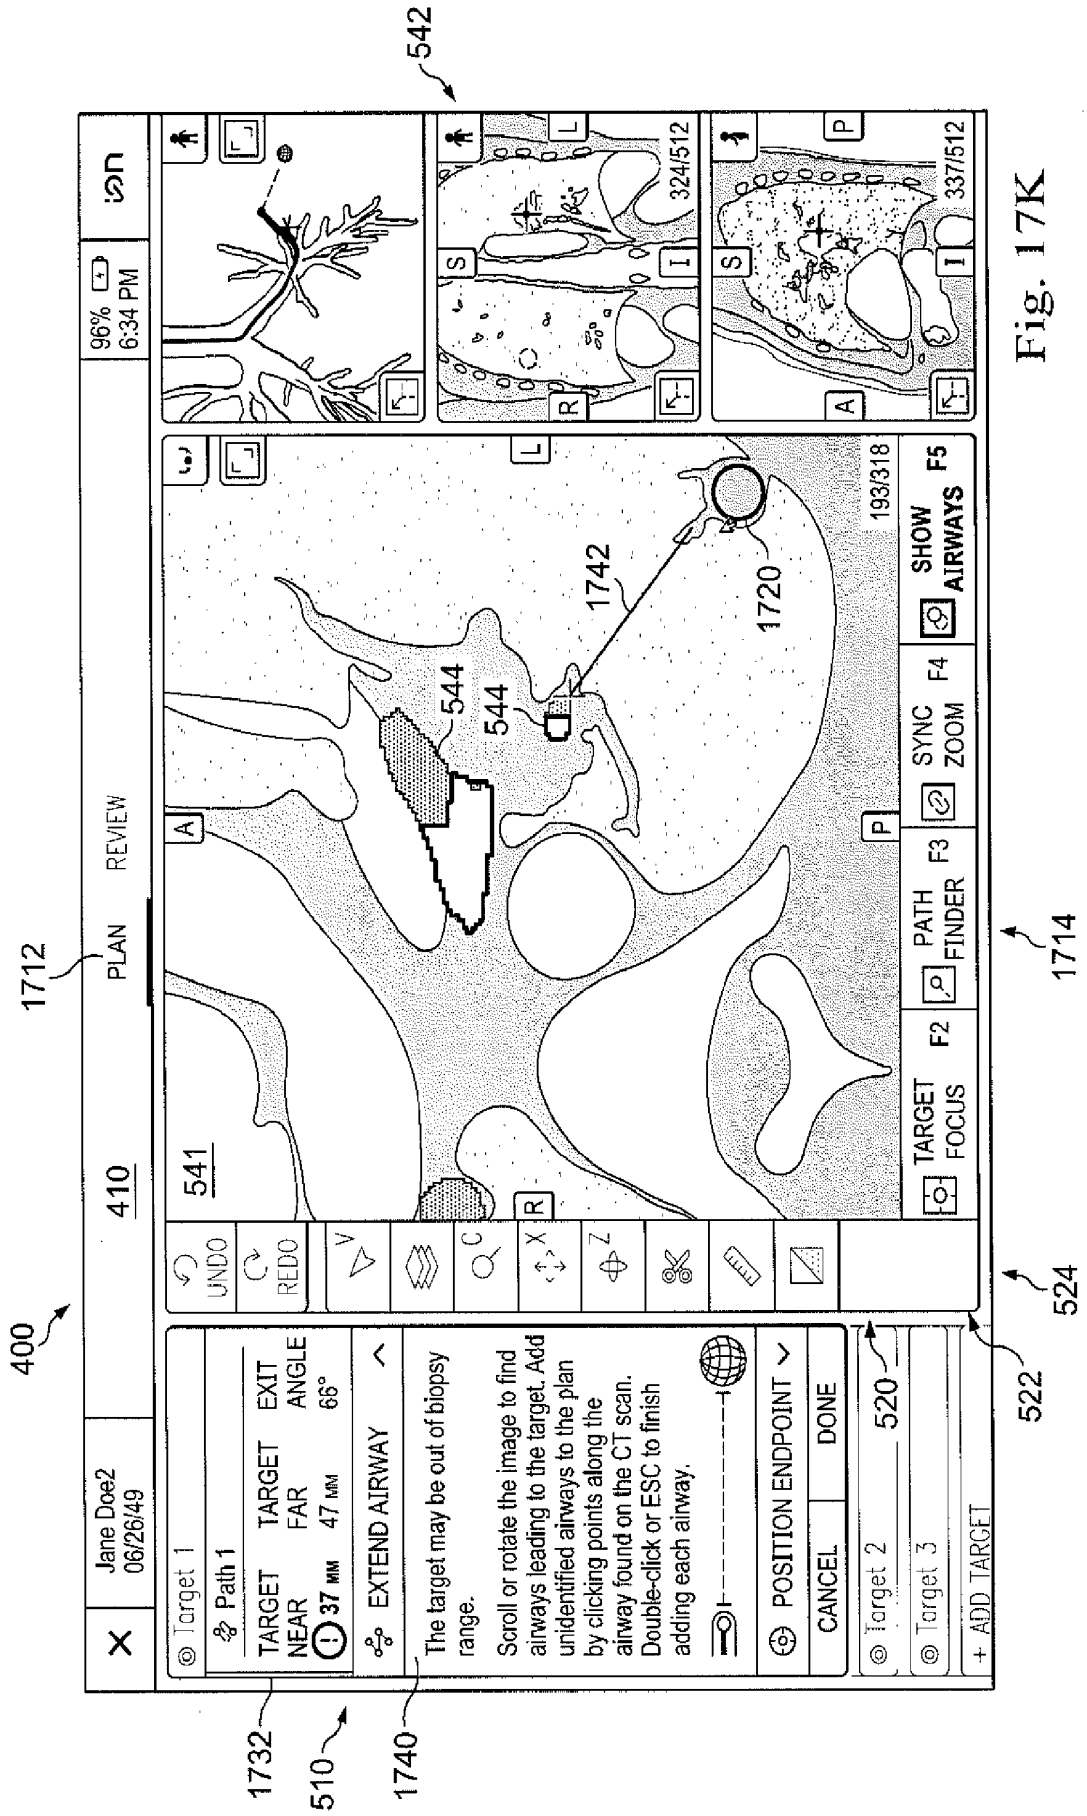 400
1712
542
X
Jane Doe2
06/26/49
410
PLAN
REVIEW
96%
6:34 PM
Target 1
Path 1
TARGET NEAR
TARGET FAR
EXIT ANGLE
! 37 MM
47 MM
66°
EXTEND AIRWAY
The target may be out of biopsy
range.
Scroll or rotate the image to find
airways leading to the target. Add
unidentified airways to the plan
by clicking points along the
airway found on the CT scan.
Double-click or ESC to finish
adding each airway.
POSITION ENDPOINT
CANCEL
DONE
Target 2
Target 3
+ ADD TARGET
1732
510
1740
520
522
524
UNDO
REDO
V
C
X
Z
541
A
R
L
P
544
544
1742
1720
193/318
TARGET FOCUS F2
PATH FINDER F3
SYNC ZOOM F4
SHOW AIRWAYS F5
1714
S
R
L
I
324/512
S
A
P
I
337/512
Fig. 17K